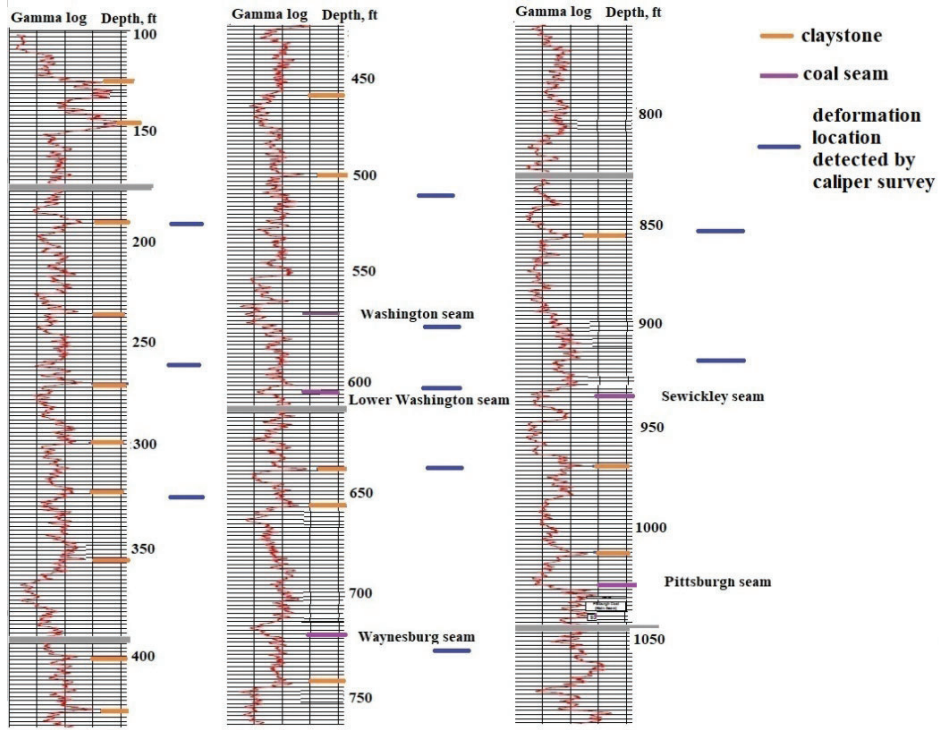 Gamma log Depth, ft
100
150
200
250
300
350
400
Gamma log Depth, ft
450
500
550
Washington seam
600
Lower Washington seam
650
700
Waynesburg seam
750
Gamma log Depth, ft
800
850
900
Sewickley seam
950
1000
Pittsburgh seam
1050
claystone
coal seam
deformation
location
detected by
caliper survey